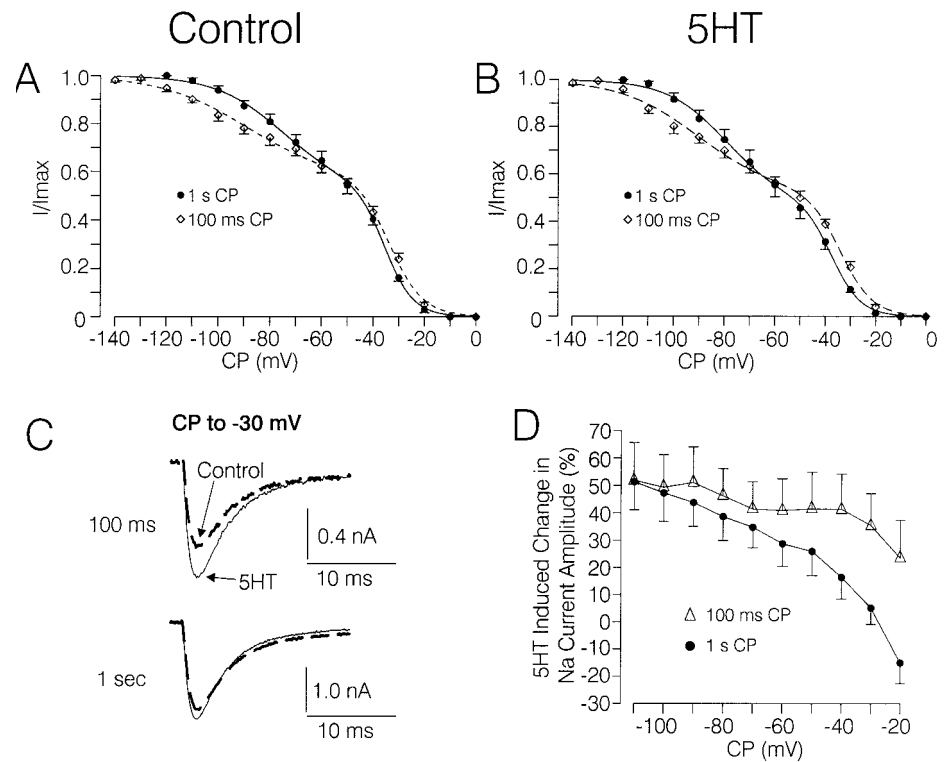 Control
5HT
A
1.0
0.8
0.6
0.4
0.2
0
I/Imax
1 s CP
100 ms CP
-140 -120 -100 -80 -60 -40 -20 0
CP (mV)
B
1.0
0.8
0.6
0.4
0.2
0
I/Imax
1 s CP
100 ms CP
-140 -120 -100 -80 -60 -40 -20 0
CP (mV)
C
CP to -30 mV
Control
100 ms
0.4 nA
10 ms
5HT
1 sec
1.0 nA
10 ms
D
70
60
50
40
30
20
10
0
-10
-20
-30
5HT Induced Change in
Na Current Amplitude (%)
100 ms CP
1 s CP
-100 -80 -60 -40 -20
CP (mV)